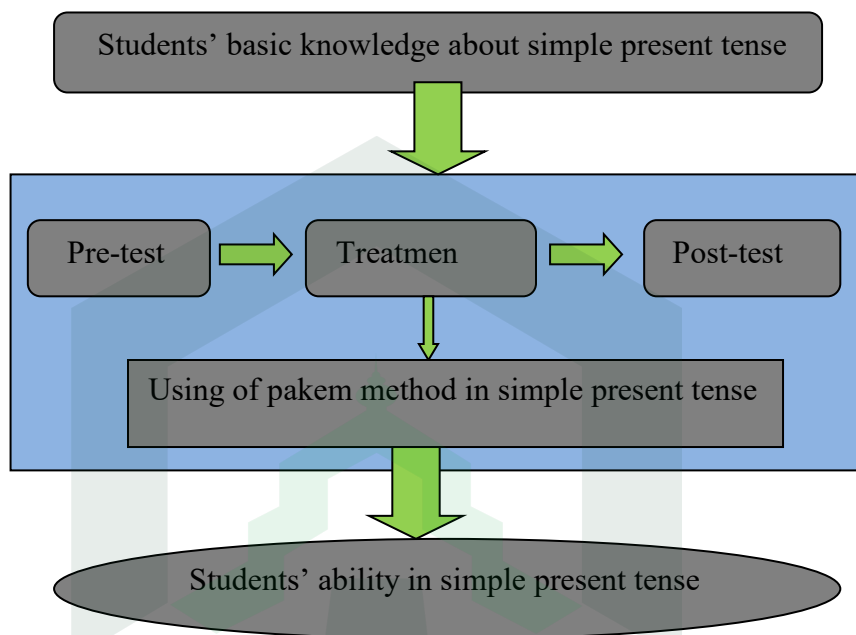 Students’ basic knowledge about simple present tense
Pre-test
Treatmen
Post-test
Using of pakem method in simple present tense
Students’ ability in simple present tense